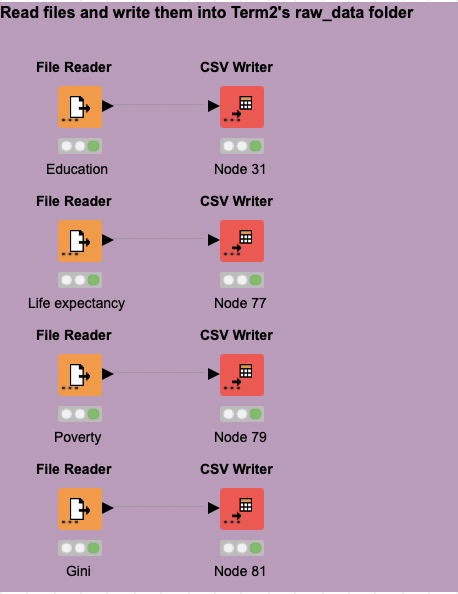 Read files and write them into Term2's raw_data folder
File Reader
CSV Writer
Education
Node 31
File Reader
CSV Writer
Life expectancy
Node 77
File Reader
CSV Writer
Poverty
Node 79
File Reader
CSV Writer
Gini
Node 81